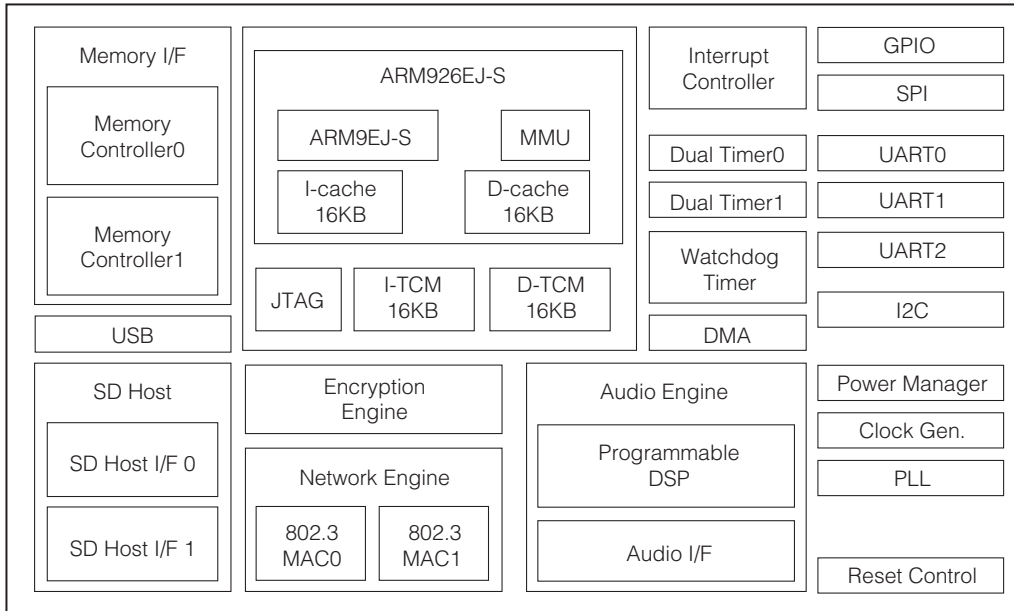 Memory I/F
Memory
Controller0
Memory
Controller1
USB
SD Host
SD Host I/F 0
SD Host I/F 1
ARM926EJ-S
ARM9EJ-S
MMU
I-cache
16KB
D-cache
16KB
JTAG
I-TCM
16KB
D-TCM
16KB
Encryption
Engine
Network Engine
802.3
MAC0
802.3
MAC1
Audio Engine
Programmable
DSP
Audio I/F
Interrupt
Controller
Dual Timer0
Dual Timer1
Watchdog
Timer
DMA
GPIO
SPI
UART0
UART1
UART2
I2C
Power Manager
Clock Gen.
PLL
Reset Control